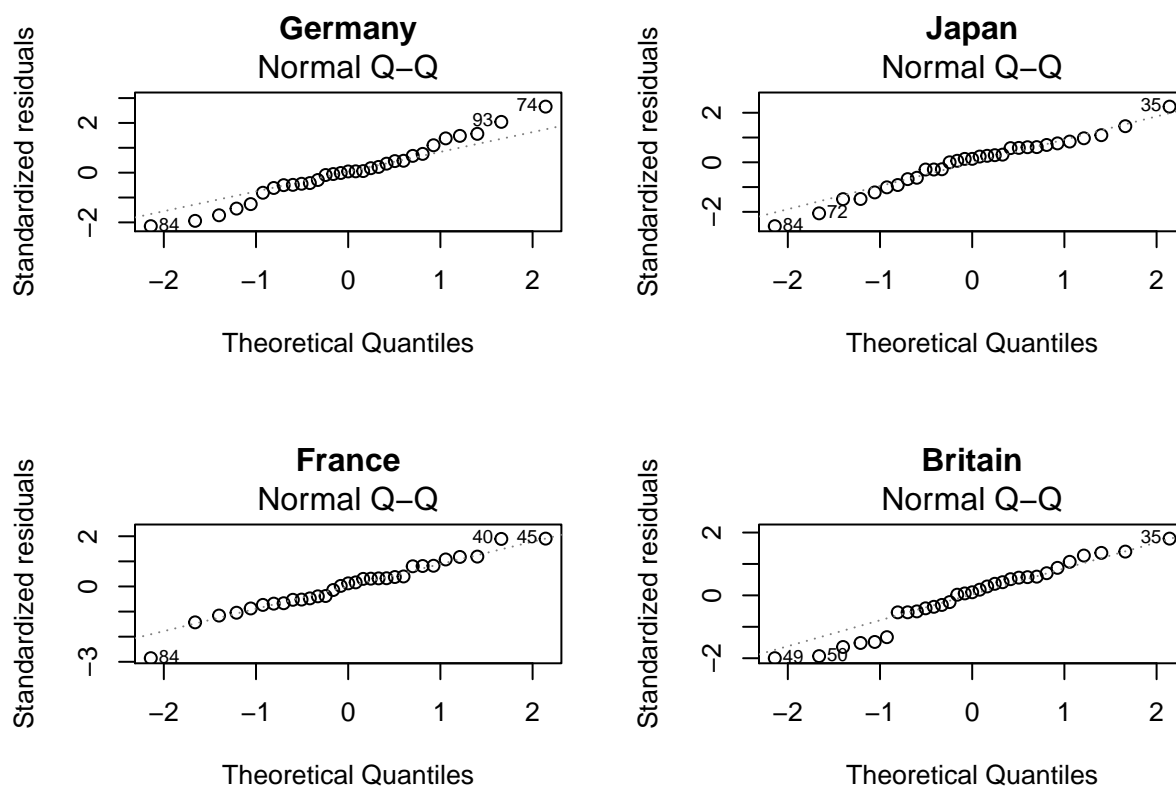 Germany
Normal Q−Q
Standardized residuals
2
0
−2
74
93
84
−2 −1 0 1 2
Theoretical Quantiles
Japan
Normal Q−Q
Standardized residuals
2
0
−2
35
72
84
−2 −1 0 1 2
Theoretical Quantiles
France
Normal Q−Q
Standardized residuals
2
0
−3
40 45
84
−2 −1 0 1 2
Theoretical Quantiles
Britain
Normal Q−Q
Standardized residuals
2
0
−2
35
49 50
−2 −1 0 1 2
Theoretical Quantiles